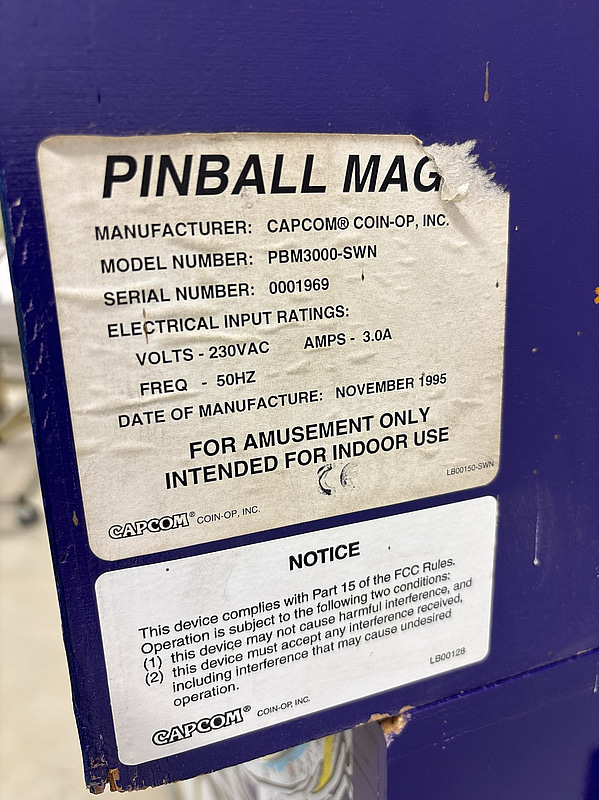 PINBALL MAG
MANUFACTURER: CAPCOM® COIN-OP, INC.
MODEL NUMBER: PBM3000-SWN
SERIAL NUMBER: 0001969
ELECTRICAL INPUT RATINGS:
VOLTS - 230VAC AMPS - 3.0A
FREQ - 50HZ
DATE OF MANUFACTURE: NOVEMBER 1995
FOR AMUSEMENT ONLY
INTENDED FOR INDOOR USE
CE
LB00150-SWN
CAPCOM® COIN-OP, INC.
NOTICE
This device complies with Part 15 of the FCC Rules.
Operation is subject to the following two conditions:
(1) this device may not cause harmful interference, and
(2) this device must accept any interference received,
including interference that may cause undesired
operation.
LB00128
CAPCOM® COIN-OP, INC.